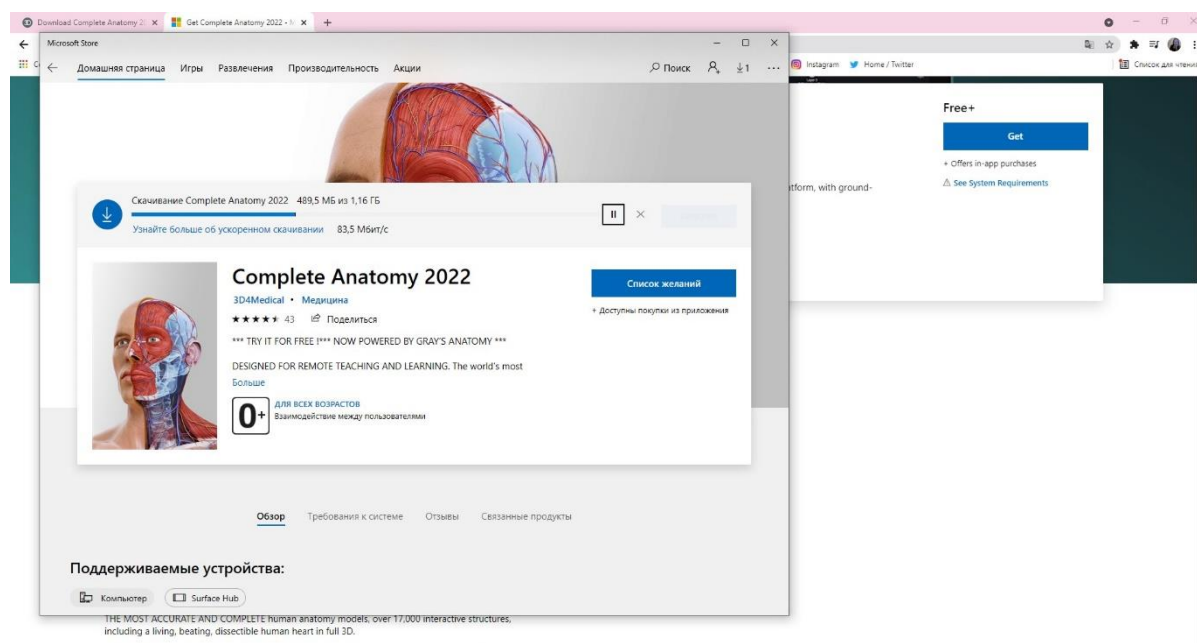 Download Complete Anatomy 2
Get Complete Anatomy 2022 -
Microsoft Store
Instagram
Home / Twitter
Список для чтения
Домашняя страница Игры Развлечения Производительность Акции
Поиск
1
Free+
Get
+ Offers in-app purchases
See System Requirements
tform, with ground-
Скачивание Complete Anatomy 2022 489,5 МБ из 1,16 ГБ
Узнайте больше об ускоренном скачивании 83,5 Мбит/с
Complete Anatomy 2022
3D4Medical • Медицина
43 Поделиться
*** TRY IT FOR FREE !*** NOW POWERED BY GRAY'S ANATOMY ***
DESIGNED FOR REMOTE TEACHING AND LEARNING. The world's most
Больше
0+
ДЛЯ ВСЕХ ВОЗРАСТОВ
Взаимодействие между пользователями
Список желаний
+ Доступны покупки из приложения
Обзор Требования к системе Отзывы Связанные продукты
Поддерживаемые устройства:
Компьютер Surface Hub
THE MOST ACCURATE AND COMPLETE human anatomy models, over 17,000 interactive structures,
including a living, beating, dissectible human heart in full 3D.